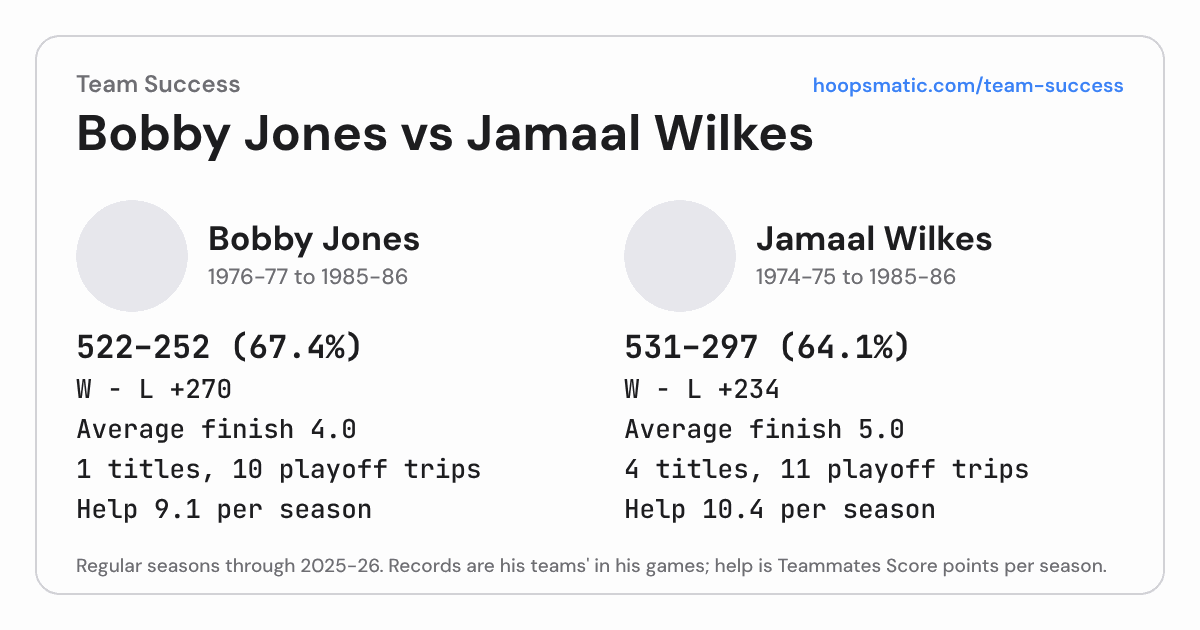 Team Success
hoopsmatic.com/team-success
Bobby Jones vs Jamaal Wilkes
Bobby Jones
1976-77 to 1985-86
522-252 (67.4%)
W - L +270
Average finish 4.0
1 titles, 10 playoff trips
Help 9.1 per season
Jamaal Wilkes
1974-75 to 1985-86
531-297 (64.1%)
W - L +234
Average finish 5.0
4 titles, 11 playoff trips
Help 10.4 per season
Regular seasons through 2025-26. Records are his teams' in his games; help is Teammates Score points per season.